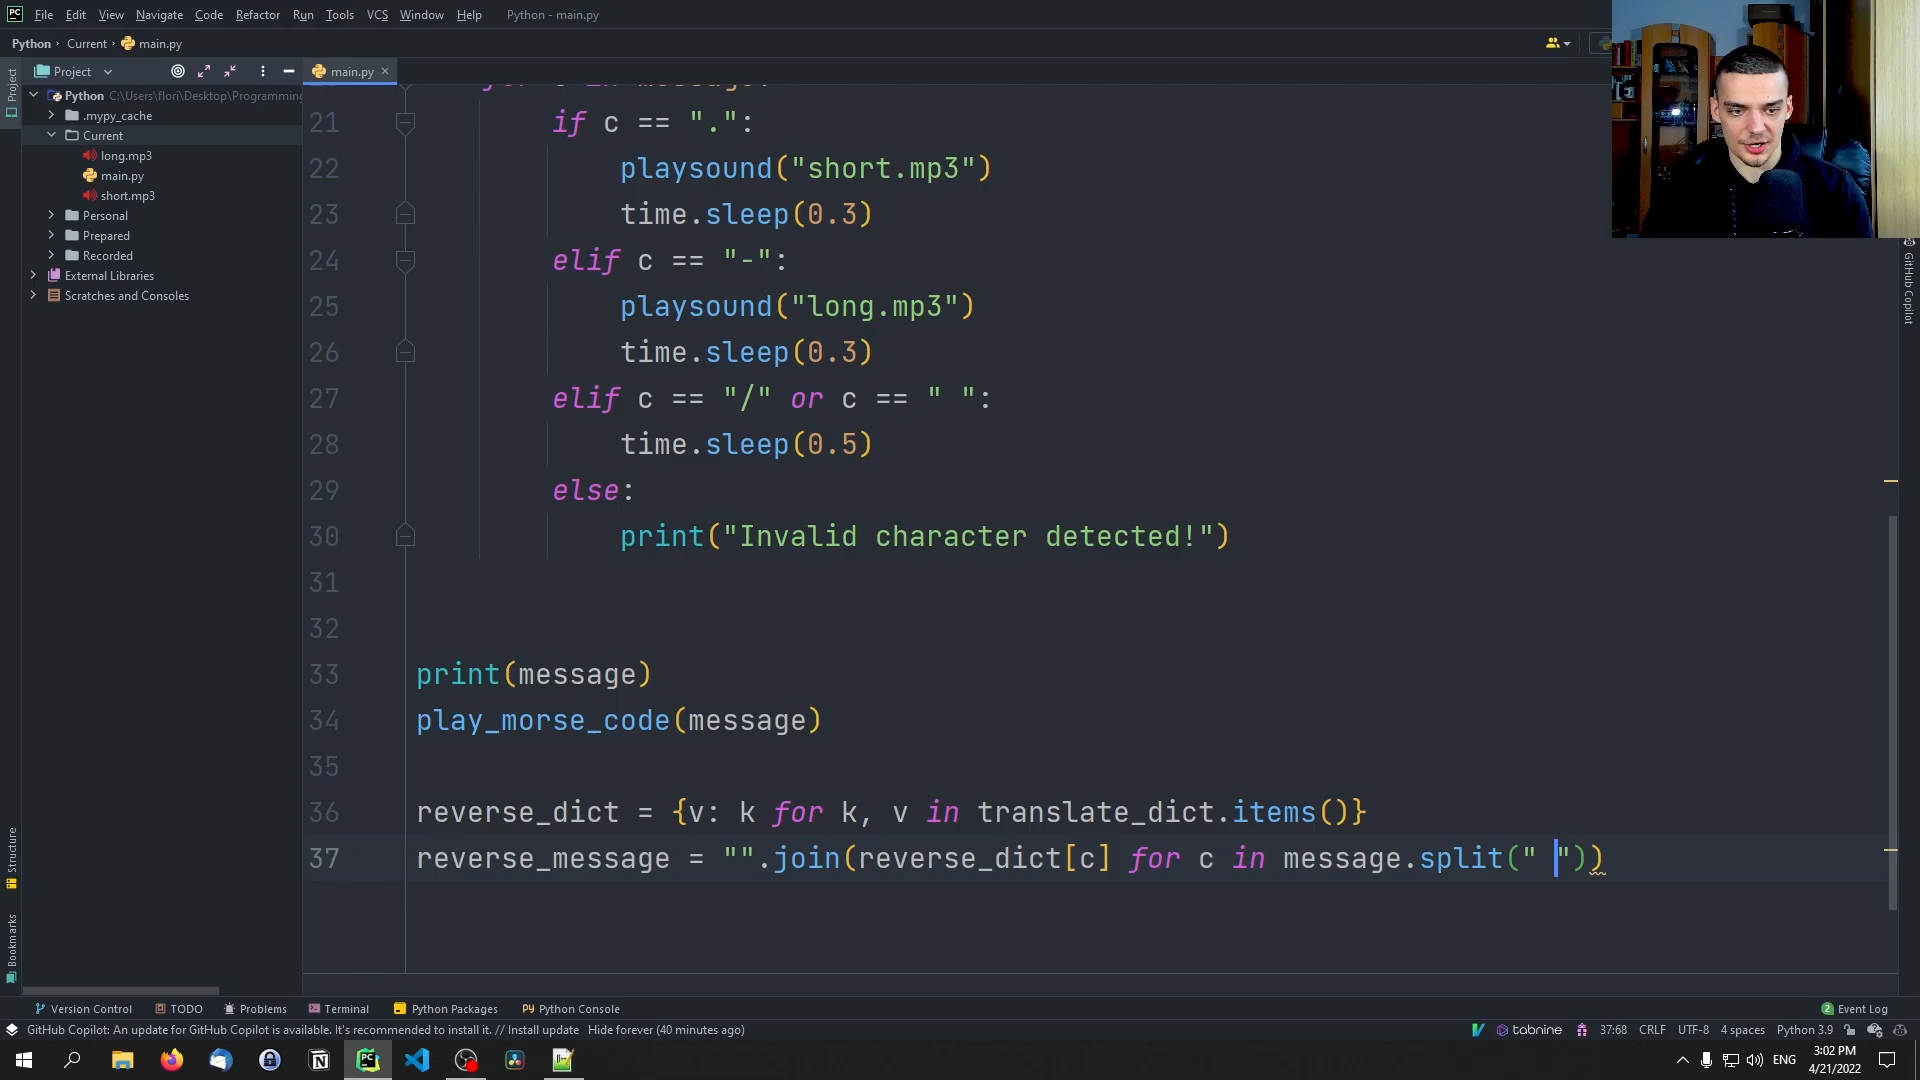 PC File Edit View Navigate Code Refactor Run Tools VCS Window Help Python - main.py
Python › Current › main.py
Project
main.py
Python C:\Users\flori\Desktop\Programming
.mypy_cache
Current
long.mp3
main.py
short.mp3
Personal
Prepared
Recorded
External Libraries
Scratches and Consoles
Project
Structure
Bookmarks
GitHub Copilot
21 if c == ".":
22 playsound("short.mp3")
23 time.sleep(0.3)
24 elif c == "-":
25 playsound("long.mp3")
26 time.sleep(0.3)
27 elif c == "/" or c == " ":
28 time.sleep(0.5)
29 else:
30 print("Invalid character detected!")
31
32
33 print(message)
34 play_morse_code(message)
35
36 reverse_dict = {v: k for k, v in translate_dict.items()}
37 reverse_message = "".join(reverse_dict[c] for c in message.split(" "))
Version Control TODO Problems Terminal Python Packages Python Console 2 Event Log
GitHub Copilot: An update for GitHub Copilot is available. It's recommended to install it. // Install update Hide forever (40 minutes ago) tabnine 37:68 CRLF UTF-8 4 spaces Python 3.9
ENG 3:02 PM
4/21/2022